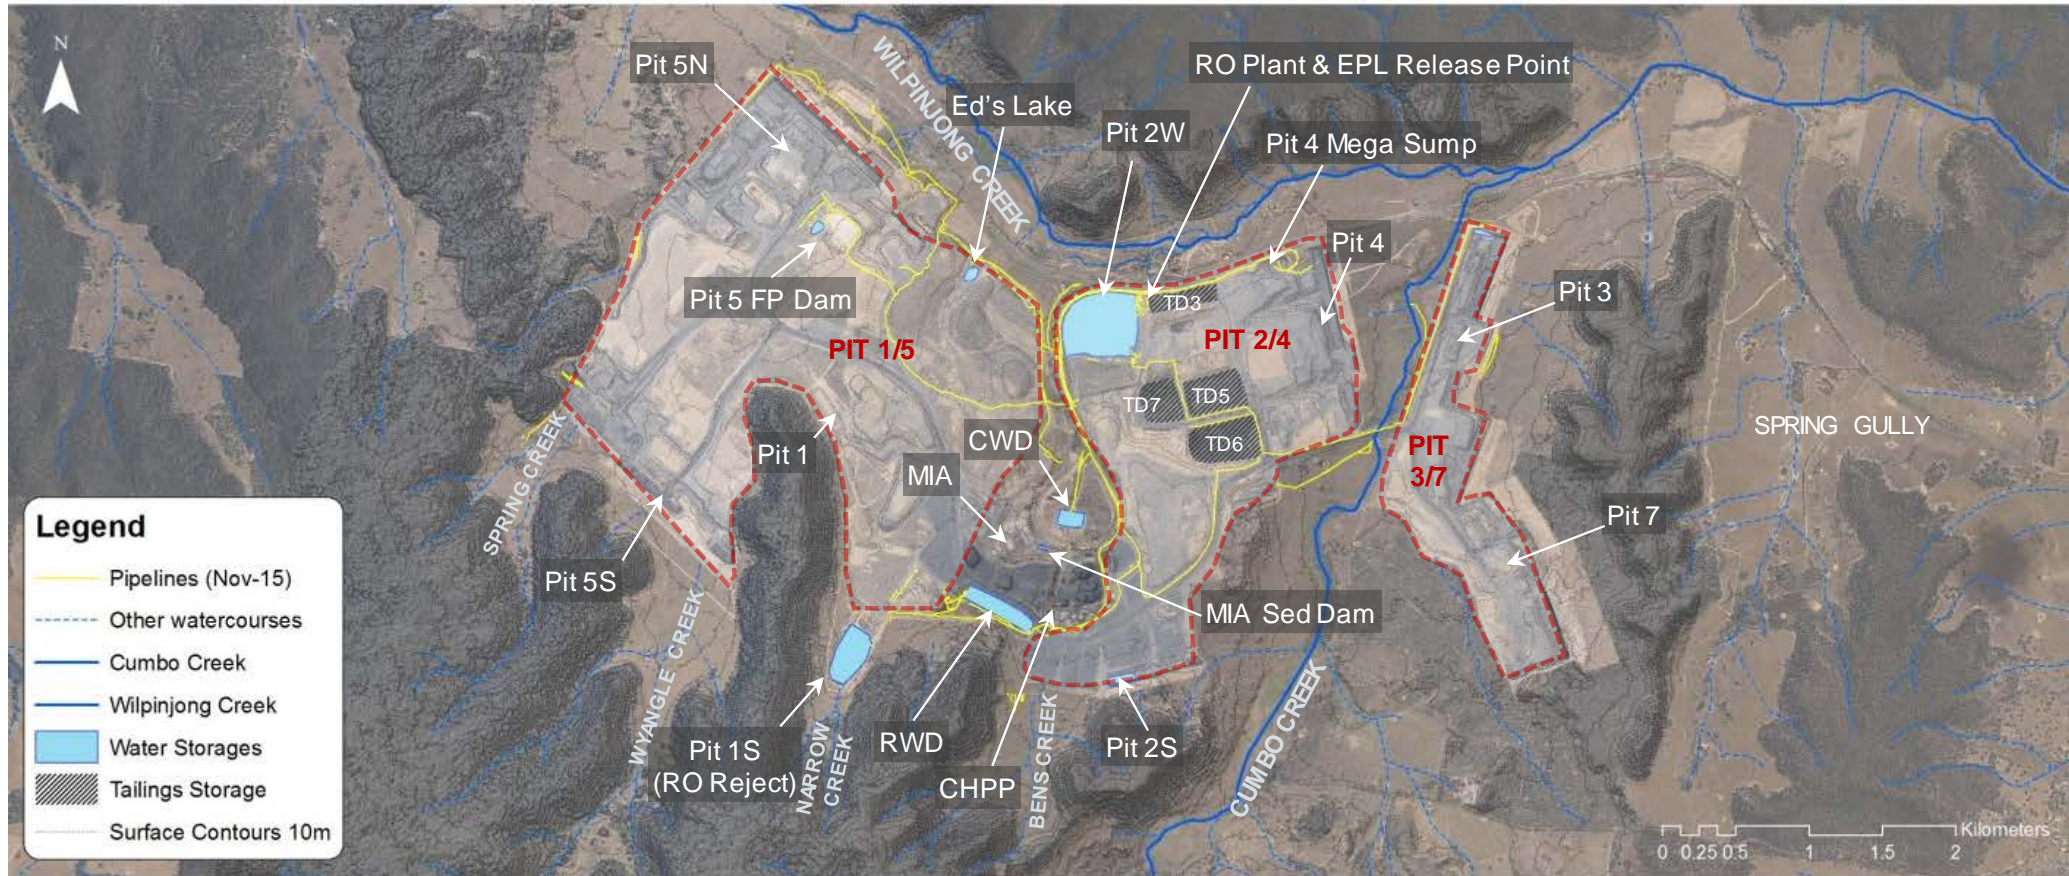 N
WILPINJONG CREEK
RO Plant & EPL Release Point
Pit 5N
Ed's Lake
Pit 2W
Pit 4 Mega Sump
Pit 4
Pit 5 FP Dam
TD3
Pit 3
PIT 1/5
PIT 2/4
TD7
TD5
TD6
SPRING GULLY
CWD
Pit 1
PIT
3/7
MIA
SPRING CREEK
Pit 7
Pit 5S
MIA Sed Dam
WYANGLE CREEK
Pit 1S
(RO Reject)
NARROW
CREEK
RWD
CHPP
BENS CREEK
Pit 2S
CUMBO CREEK
Legend
Pipelines (Nov-15)
Other watercourses
Cumbo Creek
Wilpinjong Creek
Water Storages
Tailings Storage
Surface Contours 10m
Kilometers
0 0.25 0.5 1 1.5 2